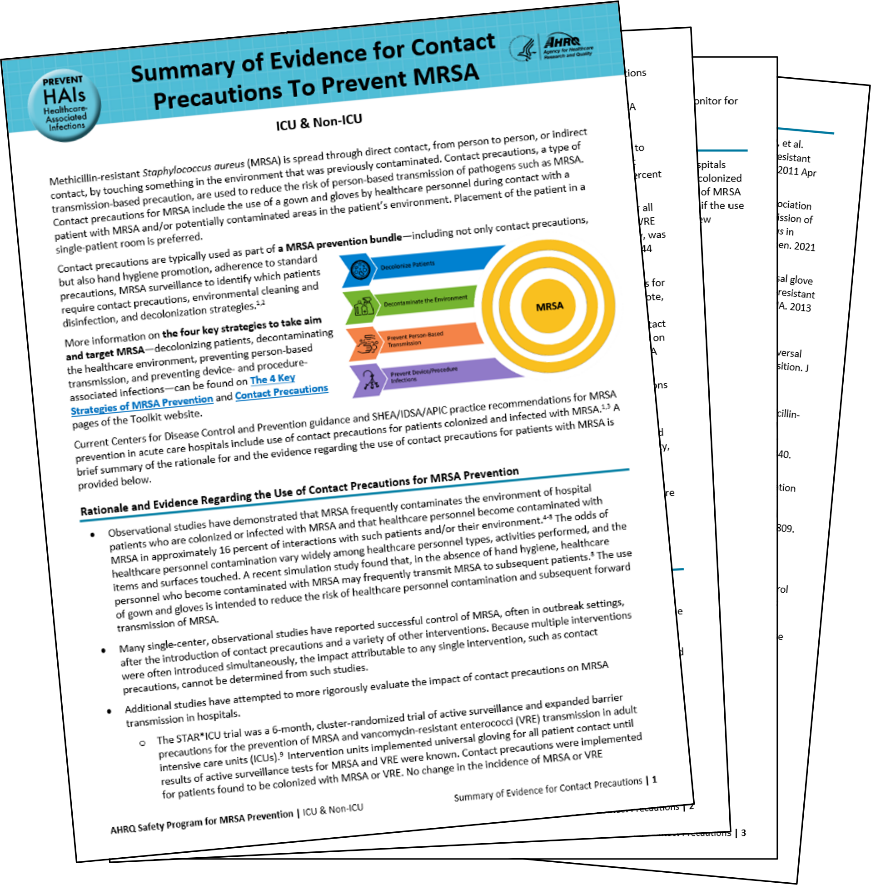 PREVENT
HAIs
Healthcare-
Associated
Infections
Summary of Evidence for Contact
Precautions To Prevent MRSA
AHRQ
Agency for Healthcare
Research and Quality
ICU & Non-ICU
Methicillin-resistant Staphylococcus aureus (MRSA) is spread through direct contact, from person to person, or indirect
contact, by touching something in the environment that was previously contaminated. Contact precautions, a type of
transmission-based precaution, are used to reduce the risk of person-based transmission of pathogens such as MRSA.
Contact precautions for MRSA include the use of a gown and gloves by healthcare personnel during contact with a
patient with MRSA and/or potentially contaminated areas in the patient's environment. Placement of the patient in a
single-patient room is preferred.
Contact precautions are typically used as part of a MRSA prevention bundle—including not only contact precautions,
but also hand hygiene promotion, adherence to standard
precautions, MRSA surveillance to identify which patients
require contact precautions, environmental cleaning and
disinfection, and decolonization strategies.1,2
More information on the four key strategies to take aim
and target MRSA—decolonizing patients, decontaminating
the healthcare environment, preventing person-based
transmission, and preventing device- and procedure-
associated infections—can be found on The 4 Key
Strategies of MRSA Prevention and Contact Precautions
pages of the Toolkit website.
Decolonize Patients
Decontaminate the Environment
Prevent Person-Based
Transmission
Prevent Device/Procedure
Infections
MRSA
Current Centers for Disease Control and Prevention guidance and SHEA/IDSA/APIC practice recommendations for MRSA
prevention in acute care hospitals include use of contact precautions for patients colonized and infected with MRSA.1,3 A
brief summary of the rationale for and the evidence regarding the use of contact precautions for patients with MRSA is
provided below.
Rationale and Evidence Regarding the Use of Contact Precautions for MRSA Prevention
• Observational studies have demonstrated that MRSA frequently contaminates the environment of hospital
patients who are colonized or infected with MRSA and that healthcare personnel become contaminated with
MRSA in approximately 16 percent of interactions with such patients and/or their environment.4-8 The odds of
healthcare personnel contamination vary widely among healthcare personnel types, activities performed, and the
items and surfaces touched. A recent simulation study found that, in the absence of hand hygiene, healthcare
personnel who become contaminated with MRSA may frequently transmit MRSA to subsequent patients.8 The use
of gown and gloves is intended to reduce the risk of healthcare personnel contamination and subsequent forward
transmission of MRSA.
• Many single-center, observational studies have reported successful control of MRSA, often in outbreak settings,
after the introduction of contact precautions and a variety of other interventions. Because multiple interventions
were often introduced simultaneously, the impact attributable to any single intervention, such as contact
precautions, cannot be determined from such studies.
• Additional studies have attempted to more rigorously evaluate the impact of contact precautions on MRSA
transmission in hospitals.
o The STAR*ICU trial was a 6-month, cluster-randomized trial of active surveillance and expanded barrier
precautions for the prevention of MRSA and vancomycin-resistant enterococci (VRE) transmission in adult
intensive care units (ICUs).9 Intervention units implemented universal gloving for all patient contact until
results of active surveillance tests for MRSA and VRE were known. Contact precautions were implemented
for patients found to be colonized with MRSA or VRE. No change in the incidence of MRSA or VRE
AHRQ Safety Program for MRSA Prevention | ICU & Non-ICU
Summary of Evidence for Contact Precautions | 1
| 2
| 3
onitor for
spitals
colonized
of MRSA
if the use
et al.
2011 Apr
2021
2013